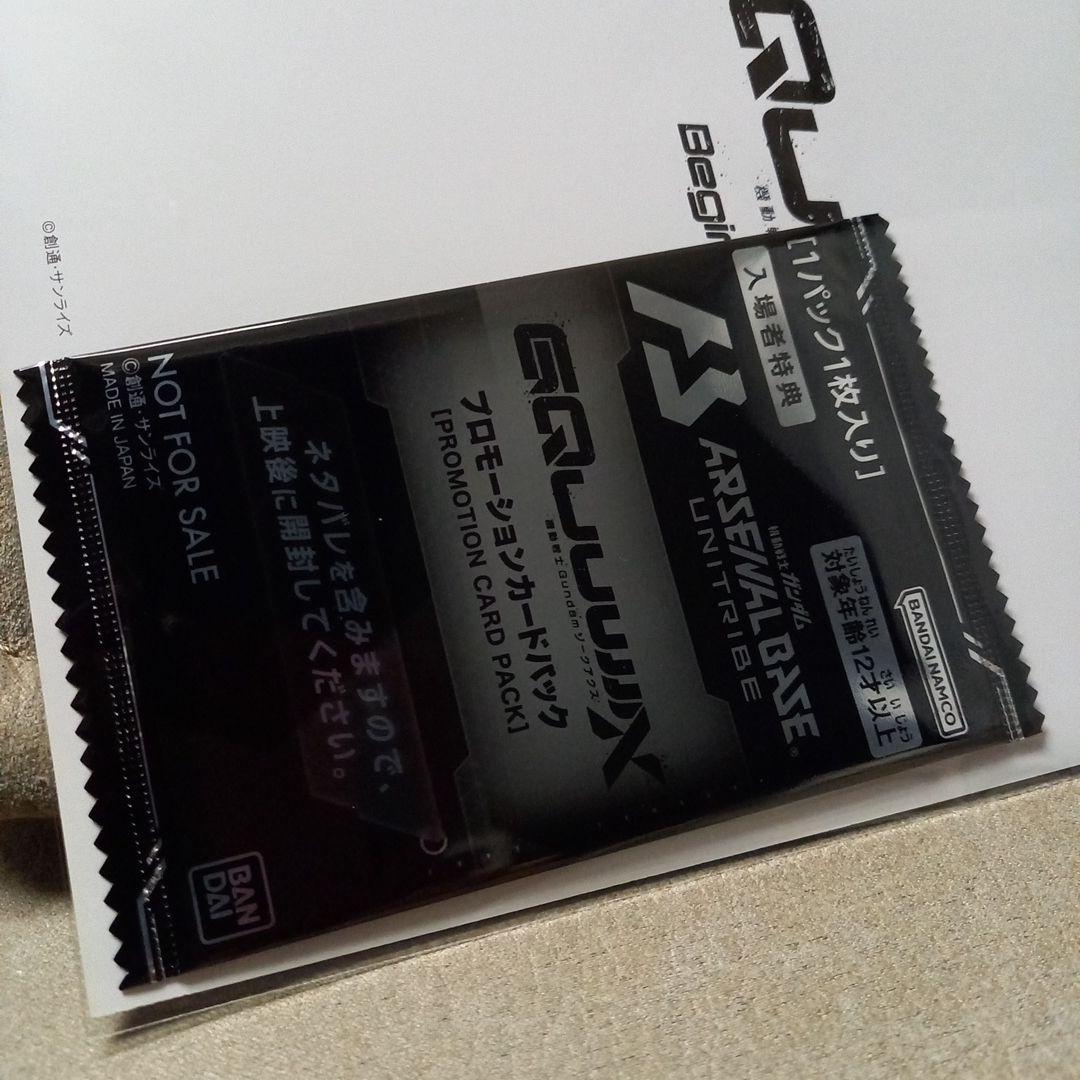 GQUUU
Begin
機動
©創通・サンライズ
[1パック1枚入り]
入場者特典
ARSENAL BASE®
UNITRIBE
機動戦士ガンダム
BANDAI NAMCO
たいしょうねんれい さいいじょう
対象年齢12才以上
GQUUUUUUX
機動戦士Gundam ジークアクス
プロモーションカードパック
[PROMOTION CARD PACK]
ネタバレを含みますので、
上映後に開封してください。
NOT FOR SALE
©創通・サンライズ
MADE IN JAPAN
BAN
DAI